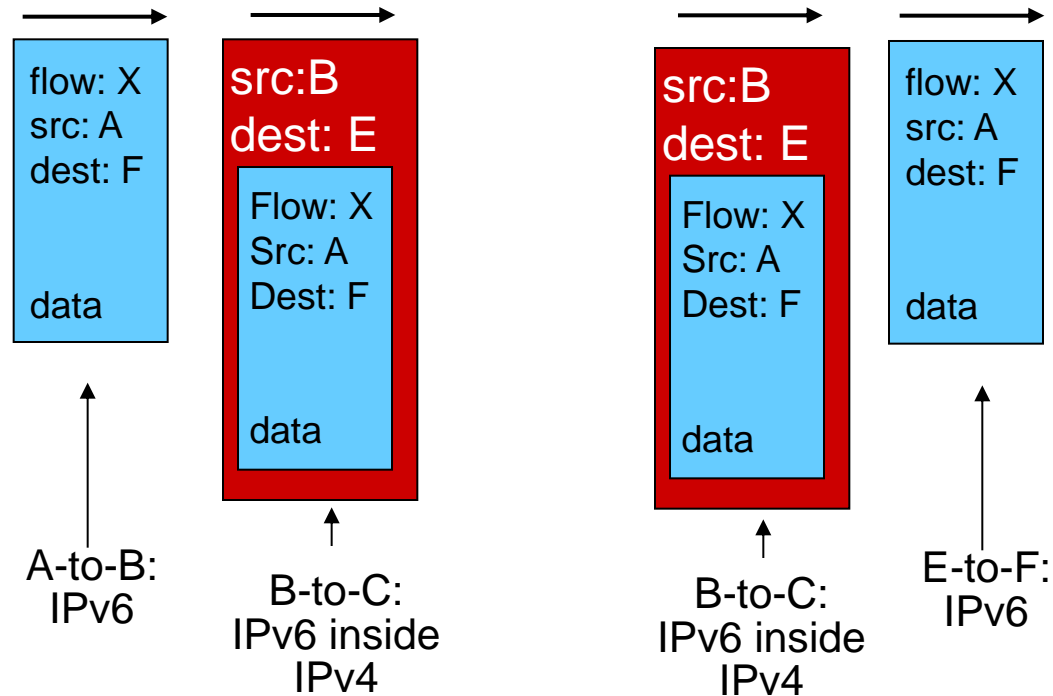 flow: X
src: A
dest: F
data
src:B
dest: E
Flow: X
Src: A
Dest: F
data
src:B
dest: E
Flow: X
Src: A
Dest: F
data
flow: X
src: A
dest: F
data
A-to-B:
IPv6
B-to-C:
IPv6 inside
IPv4
B-to-C:
IPv6 inside
IPv4
E-to-F:
IPv6